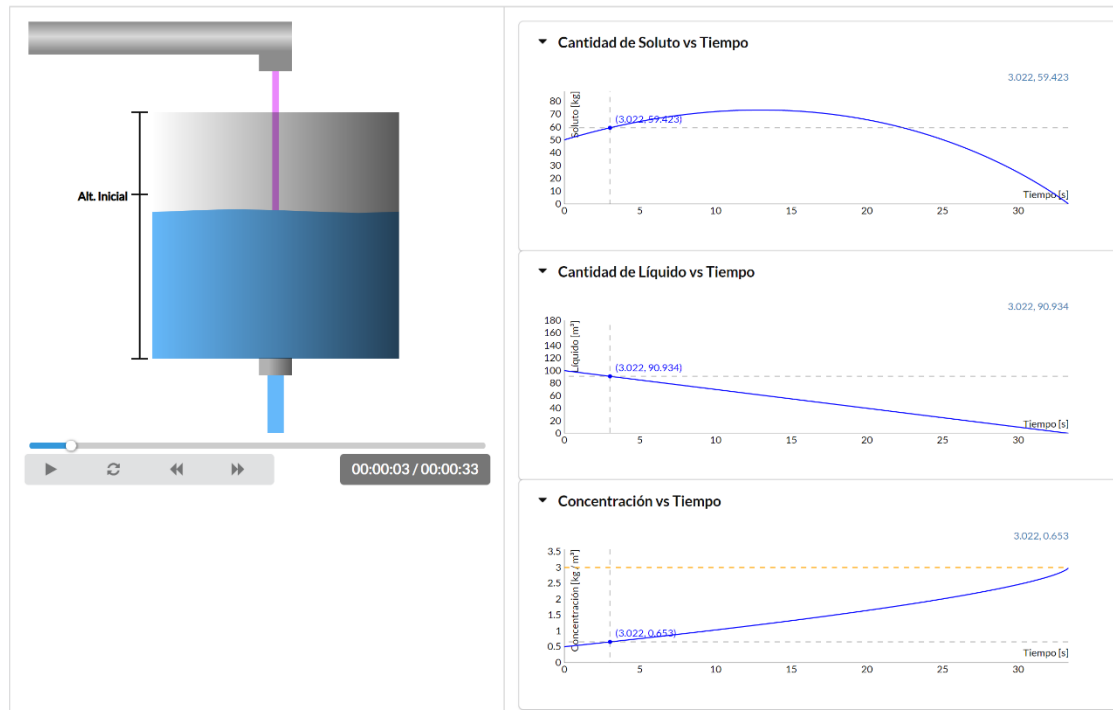 Alt. Inicial
00:00:03 / 00:00:33
Cantidad de Soluto vs Tiempo
3.022, 59.423
Soluto [kg]
80
70
60
50
40
30
20
10
0
(3.022, 59.423)
Tiempo [s]
0 5 10 15 20 25 30
Cantidad de Líquido vs Tiempo
3.022, 90.934
Líquido [m³]
180
160
140
120
100
80
60
40
20
0
(3.022, 90.934)
Tiempo [s]
0 5 10 15 20 25 30
Concentración vs Tiempo
3.022, 0.653
Concentración [kg / m³]
3.5
3
2.5
2
1.5
1
0.5
0
(3.022, 0.653)
Tiempo [s]
0 5 10 15 20 25 30